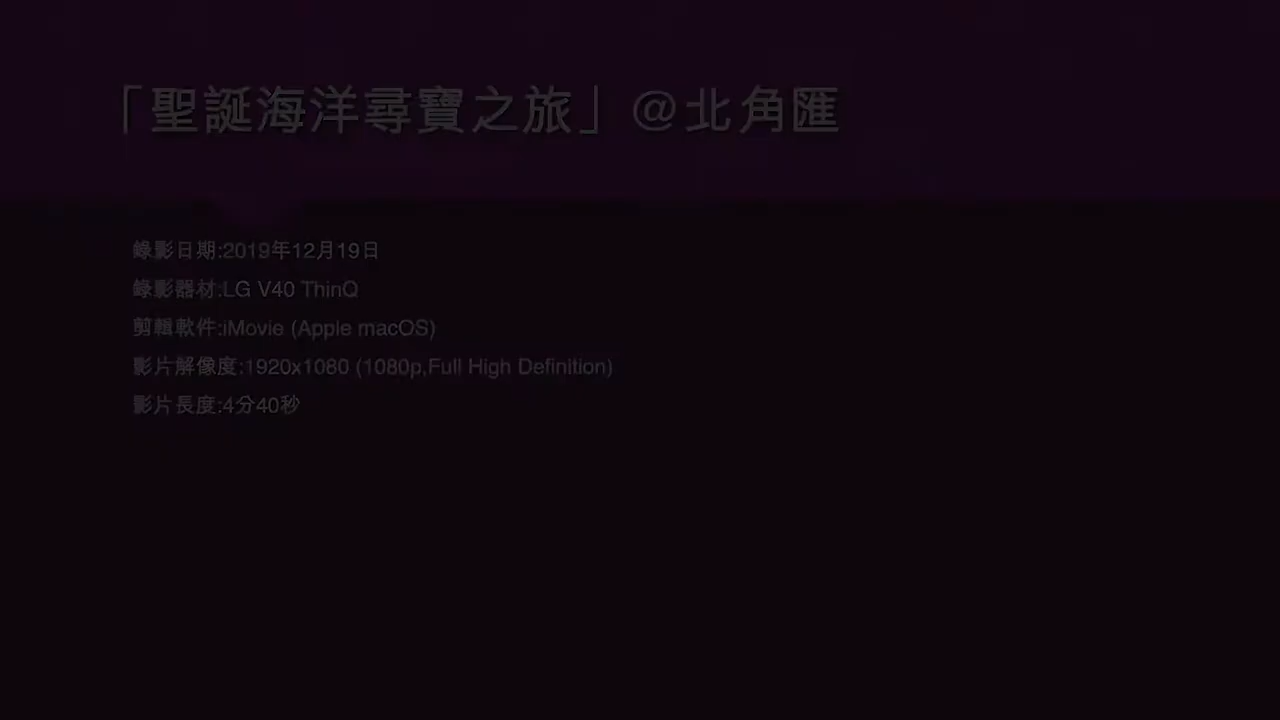 「聖誕海洋尋寶之旅」@北角匯
錄影日期:2019年12月19日
錄影器材:LG V40 ThinQ
剪輯軟件:iMovie (Apple macOS)
影片解像度:1920x1080 (1080p,Full High Definition)
影片長度:4分40秒